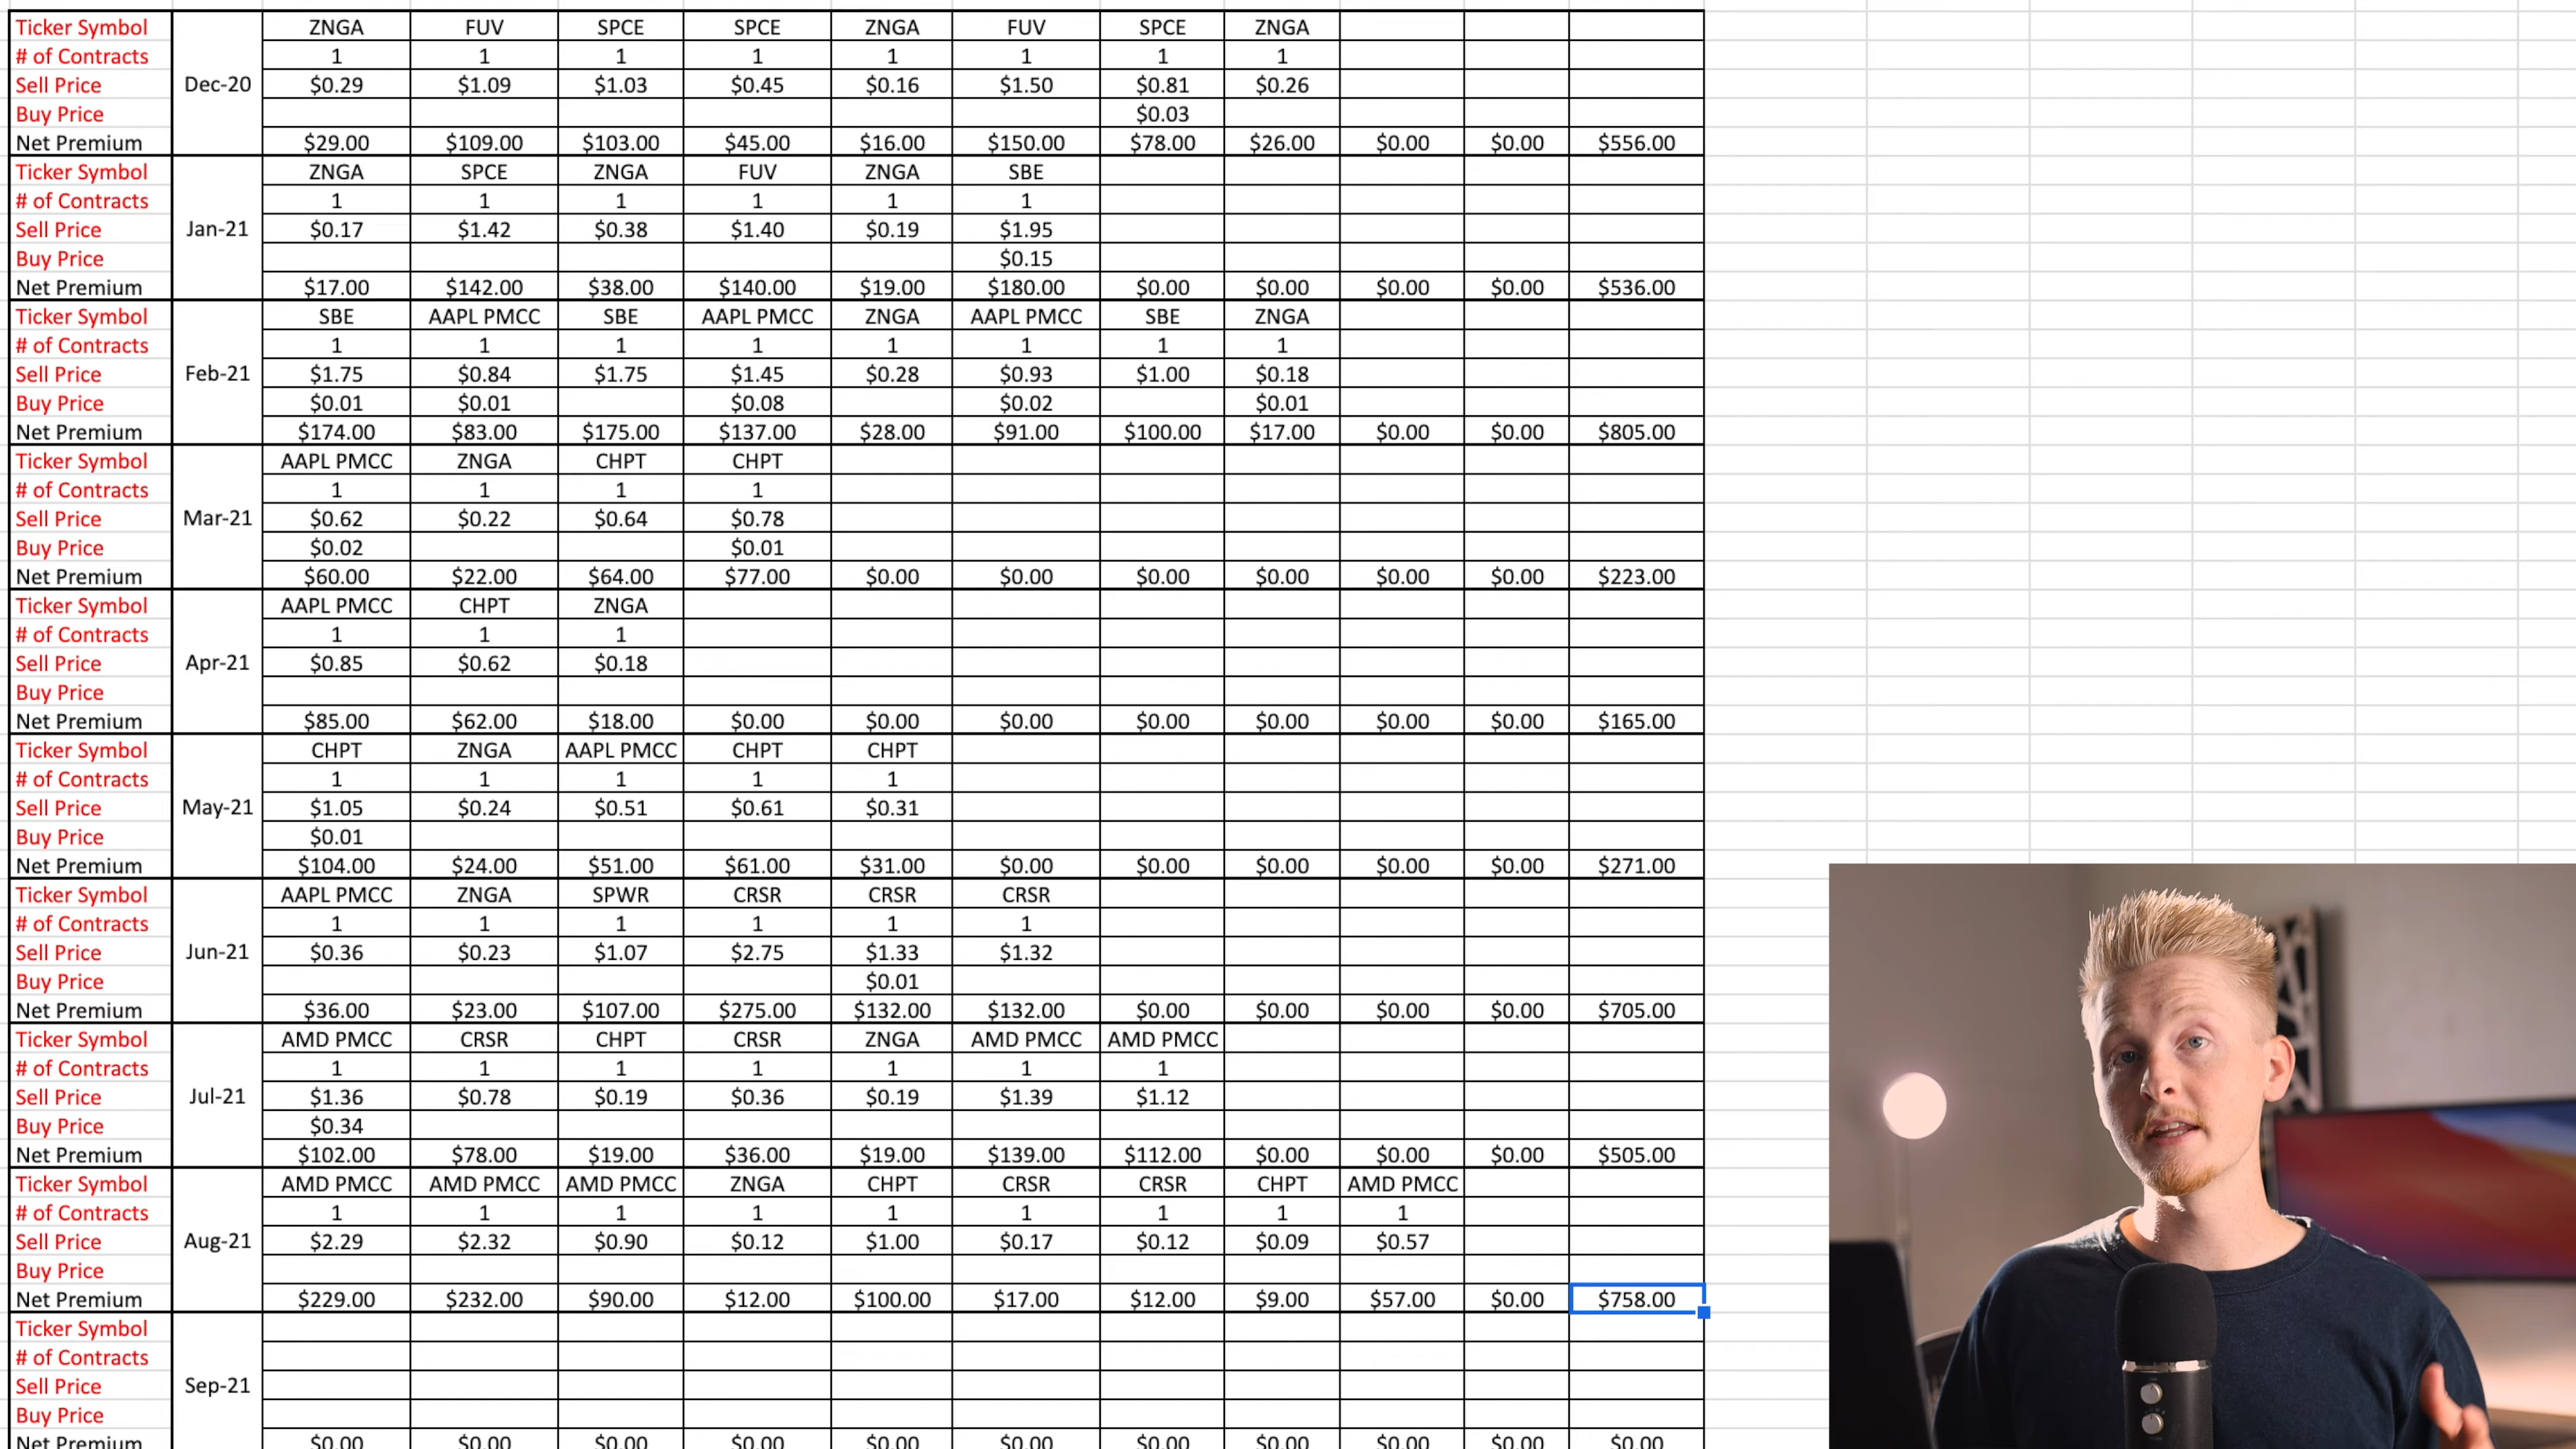 Ticker Symbol ZNGA FUV SPCE SPCE ZNGA FUV SPCE ZNGA
# of Contracts 1 1 1 1 1 1 1 1
Sell Price Dec-20 $0.29 $1.09 $1.03 $0.45 $0.16 $1.50 $0.81 $0.26
Buy Price $0.03
Net Premium $29.00 $109.00 $103.00 $45.00 $16.00 $150.00 $78.00 $26.00 $0.00 $0.00 $556.00
Ticker Symbol ZNGA SPCE ZNGA FUV ZNGA SBE
# of Contracts 1 1 1 1 1 1
Sell Price Jan-21 $0.17 $1.42 $0.38 $1.40 $0.19 $1.95
Buy Price $0.15
Net Premium $17.00 $142.00 $38.00 $140.00 $19.00 $180.00 $0.00 $0.00 $0.00 $0.00 $536.00
Ticker Symbol SBE AAPL PMCC SBE AAPL PMCC ZNGA AAPL PMCC SBE ZNGA
# of Contracts 1 1 1 1 1 1 1 1
Sell Price Feb-21 $1.75 $0.84 $1.75 $1.45 $0.28 $0.93 $1.00 $0.18
Buy Price $0.01 $0.01 $0.08 $0.02 $0.01
Net Premium $174.00 $83.00 $175.00 $137.00 $28.00 $91.00 $100.00 $17.00 $0.00 $0.00 $805.00
Ticker Symbol AAPL PMCC ZNGA CHPT CHPT
# of Contracts 1 1 1 1
Sell Price Mar-21 $0.62 $0.22 $0.64 $0.78
Buy Price $0.02 $0.01
Net Premium $60.00 $22.00 $64.00 $77.00 $0.00 $0.00 $0.00 $0.00 $0.00 $0.00 $223.00
Ticker Symbol AAPL PMCC CHPT ZNGA
# of Contracts 1 1 1
Sell Price Apr-21 $0.85 $0.62 $0.18
Buy Price
Net Premium $85.00 $62.00 $18.00 $0.00 $0.00 $0.00 $0.00 $0.00 $0.00 $0.00 $165.00
Ticker Symbol CHPT ZNGA AAPL PMCC CHPT CHPT
# of Contracts 1 1 1 1 1
Sell Price May-21 $1.05 $0.24 $0.51 $0.61 $0.31
Buy Price $0.01
Net Premium $104.00 $24.00 $51.00 $61.00 $31.00 $0.00 $0.00 $0.00 $0.00 $0.00 $271.00
Ticker Symbol AAPL PMCC ZNGA SPWR CRSR CRSR CRSR
# of Contracts 1 1 1 1 1 1
Sell Price Jun-21 $0.36 $0.23 $1.07 $2.75 $1.33 $1.32
Buy Price $0.01
Net Premium $36.00 $23.00 $107.00 $275.00 $132.00 $132.00 $0.00 $0.00 $0.00 $0.00 $705.00
Ticker Symbol AMD PMCC CRSR CHPT CRSR ZNGA AMD PMCC AMD PMCC
# of Contracts 1 1 1 1 1 1 1
Sell Price Jul-21 $1.36 $0.78 $0.19 $0.36 $0.19 $1.39 $1.12
Buy Price $0.34
Net Premium $102.00 $78.00 $19.00 $36.00 $19.00 $139.00 $112.00 $0.00 $0.00 $0.00 $505.00
Ticker Symbol AMD PMCC AMD PMCC AMD PMCC ZNGA CHPT CRSR CRSR CHPT AMD PMCC
# of Contracts 1 1 1 1 1 1 1 1 1
Sell Price Aug-21 $2.29 $2.32 $0.90 $0.12 $1.00 $0.17 $0.12 $0.09 $0.57
Buy Price
Net Premium $229.00 $232.00 $90.00 $12.00 $100.00 $17.00 $12.00 $9.00 $57.00 $0.00 $758.00
Ticker Symbol
# of Contracts
Sell Price Sep-21
Buy Price
Net Premium $0.00 $0.00 $0.00 $0.00 $0.00 $0.00 $0.00 $0.00 $0.00 $0.00 $0.00